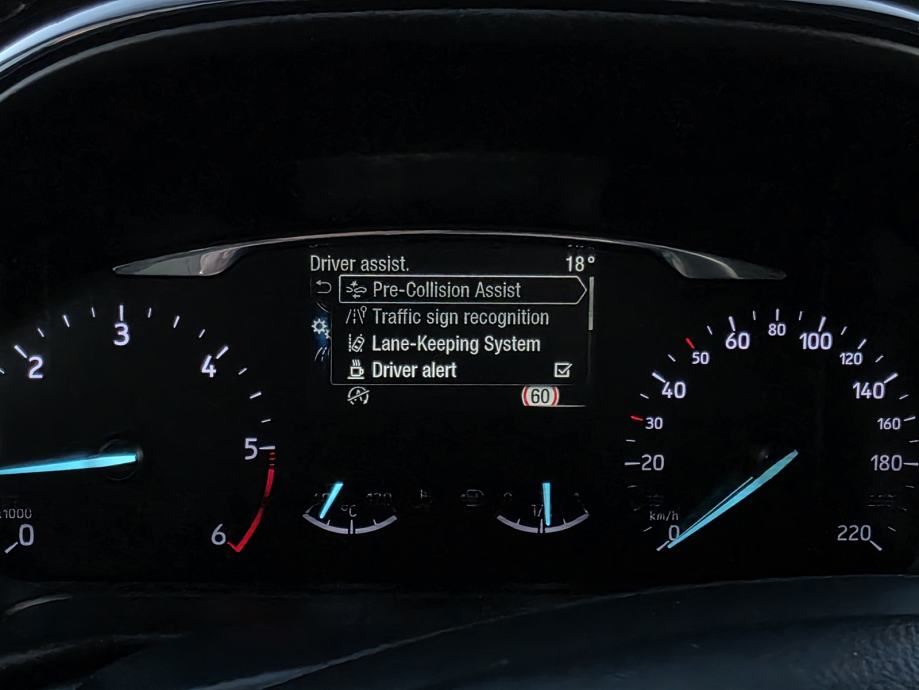 Driver assist. 18°
Pre-Collision Assist
Traffic sign recognition
Lane-Keeping System
Driver alert
60
0
2
3
4
5
6
x1000
°C
0
20
30
40
50
60
80
100
120
140
160
180
220
km/h